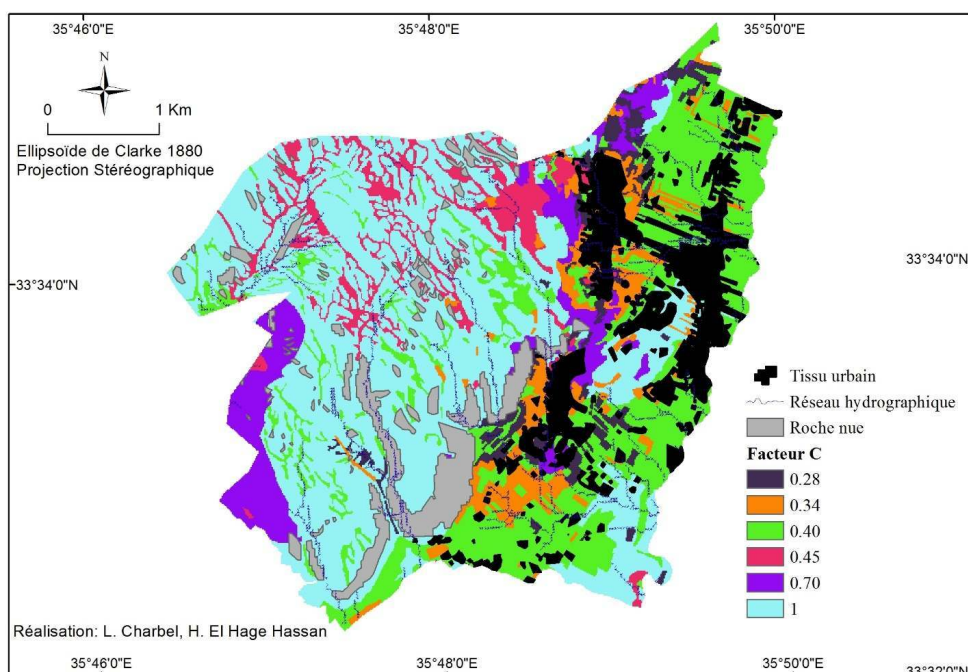 35°46'0"E
35°48'0"E
35°50'0"E
N
0 1 Km
Ellipsoïde de Clarke 1880
Projection Stéréographique
33°34'0"N
33°34'0"N
Tissu urbain
Réseau hydrographique
Roche nue
Facteur C
0.28
0.34
0.40
0.45
0.70
1
Réalisation: L. Charbel, H. El Hage Hassan
35°46'0"E
35°48'0"E
35°50'0"E
33°32'0"N